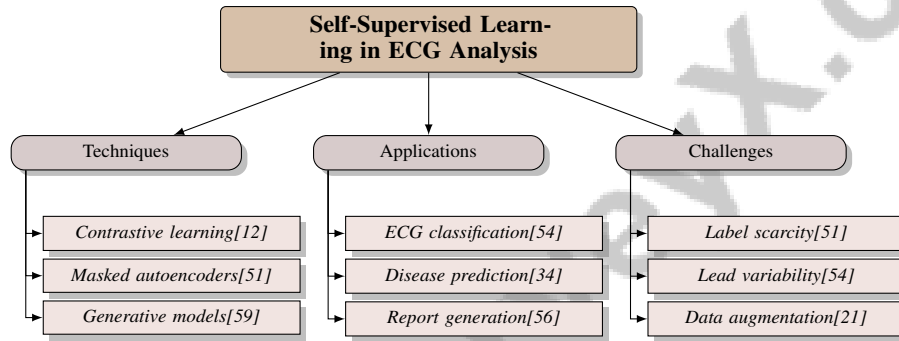 Self-Supervised Learn-
ing in ECG Analysis
Techniques
Contrastive learning[12]
Masked autoencoders[51]
Generative models[59]
Applications
ECG classification[54]
Disease prediction[34]
Report generation[56]
Challenges
Label scarcity[51]
Lead variability[54]
Data augmentation[21]